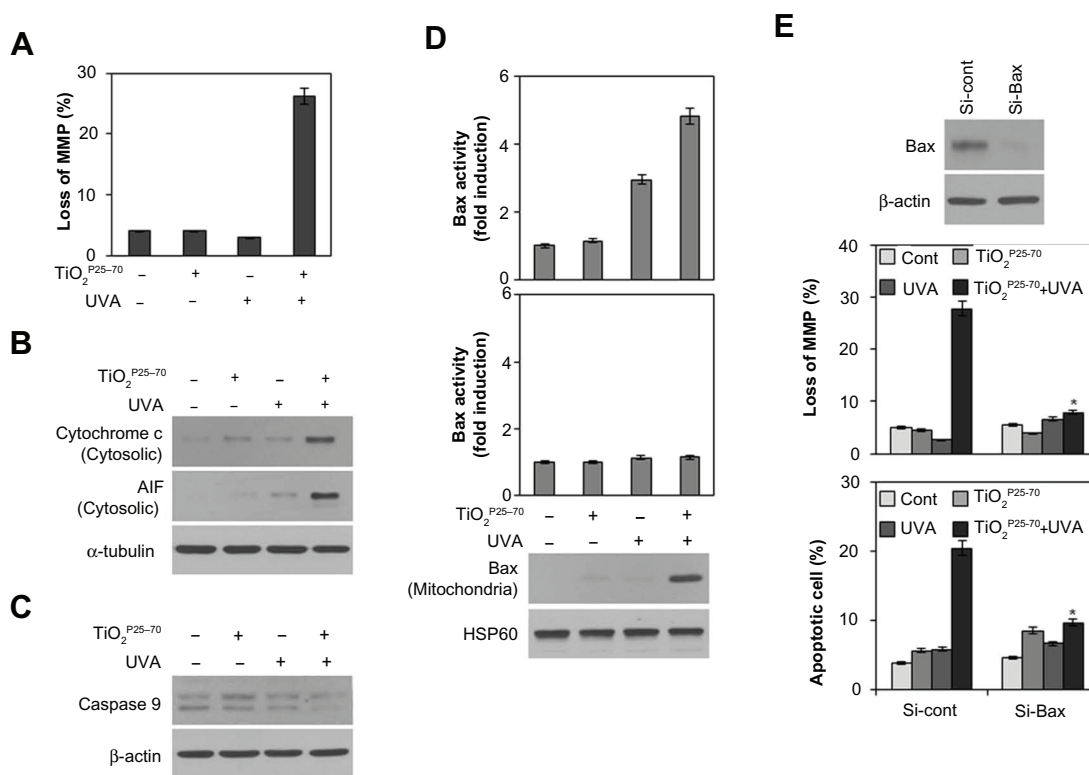 A
30
20
10
0
Loss of MMP (%)
TiO2P25–70 – + – +
UVA – – + +
B
TiO2P25–70 – + – +
UVA – – + +
Cytochrome c
(Cytosolic)
AIF
(Cytosolic)
α-tubulin
C
TiO2P25–70 – + – +
UVA – – + +
Caspase 9
β-actin
D
6
4
2
0
Bax activity
(fold induction)
6
4
2
0
Bax activity
(fold induction)
TiO2P25–70 – + – +
UVA – – + +
Bax
(Mitochondria)
HSP60
E
Si-cont Si-Bax
Bax
β-actin
40
30
20
10
0
Loss of MMP (%)
Cont TiO2P25–70
UVA TiO2P25–70+UVA
*
30
20
10
0
Apoptotic cell (%)
Cont TiO2P25–70
UVA TiO2P25–70+UVA
*
Si-cont Si-Bax